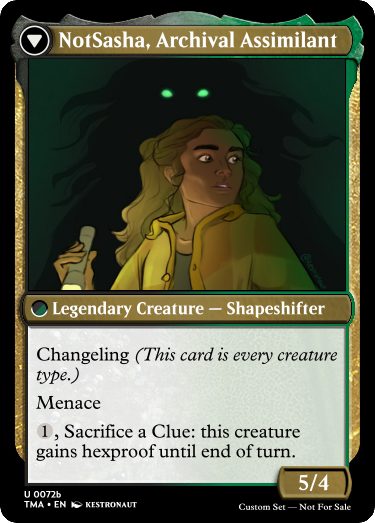 NotSasha, Archival Assimilant
Legendary Creature — Shapeshifter
Changeling (This card is every creature
type.)
Menace
1, Sacrifice a Clue: this creature
gains hexproof until end of turn.
5/4
U 0072b
TMA • EN KESTRONAUT
Custom Set — Not For Sale